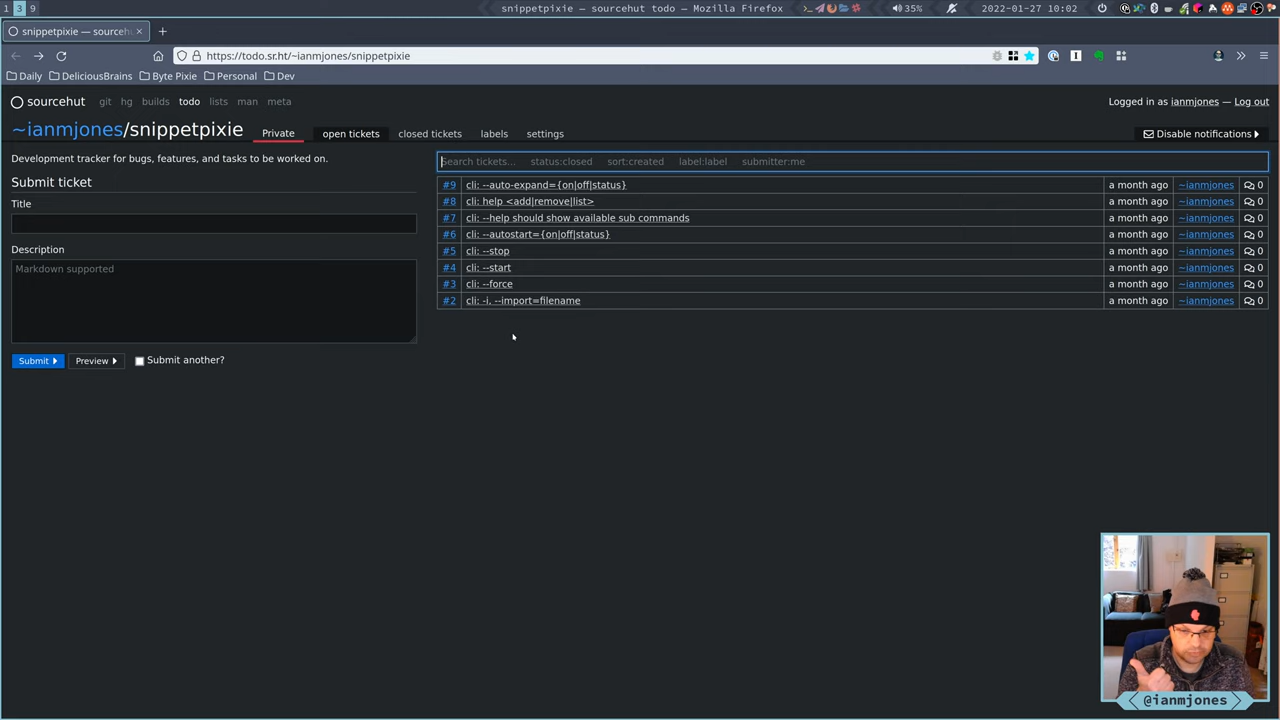 1 3 9 snippetpixie — sourcehut todo — Mozilla Firefox 35% 2022-01-27 10:02
snippetpixie — sourcehu
https://todo.sr.ht/~ianmjones/snippetpixie
Daily DeliciousBrains Byte Pixie Personal Dev
sourcehut git hg builds todo lists man meta Logged in as ianmjones — Log out
~ianmjones/snippetpixie Private open tickets closed tickets labels settings Disable notifications
Development tracker for bugs, features, and tasks to be worked on.
Submit ticket
Title
Description
Markdown supported
Submit Preview Submit another?
Search tickets... status:closed sort:created label:label submitter:me
#9 cli: --auto-expand={on|off|status} a month ago ~ianmjones 0
#8 cli: help <add|remove|list> a month ago ~ianmjones 0
#7 cli: --help should show available sub commands a month ago ~ianmjones 0
#6 cli: --autostart={on|off|status} a month ago ~ianmjones 0
#5 cli: --stop a month ago ~ianmjones 0
#4 cli: --start a month ago ~ianmjones 0
#3 cli: --force a month ago ~ianmjones 0
#2 cli: -i, --import=filename a month ago ~ianmjones 0
@ianmjones